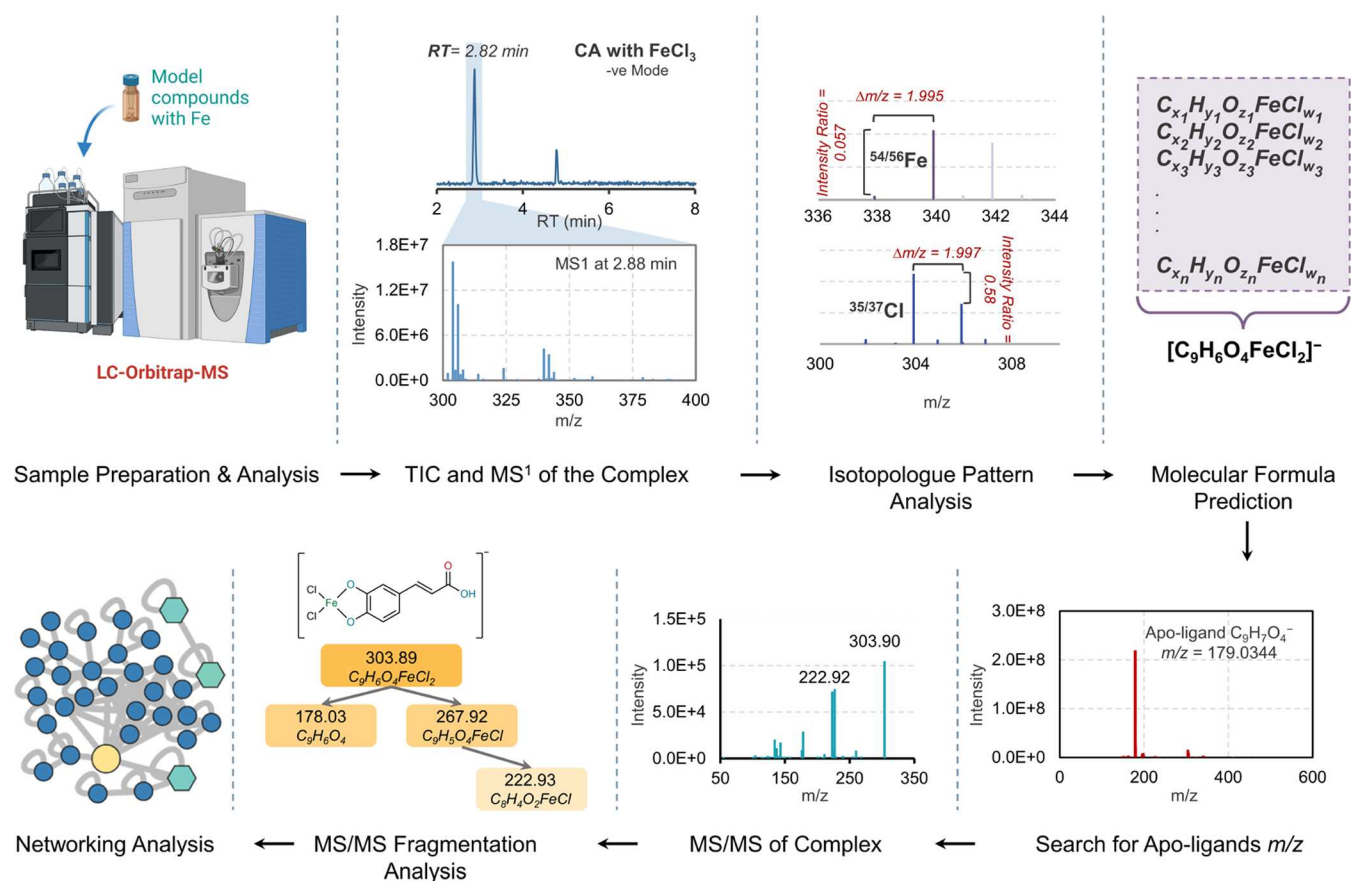 Model
compounds
with Fe
LC-Orbitrap-MS
Sample Preparation & Analysis
RT= 2.82 min
CA with FeCl₃
-ve Mode
2
4
6
8
RT (min)
1.8E+7
1.2E+7
6.0E+6
0.0E+0
Intensity
MS1 at 2.88 min
300
325
350
375
400
m/z
TIC and MS¹ of the Complex
Intensity Ratio =
0.057
Δm/z = 1.995
⁵⁴/⁵⁶Fe
336
338
340
342
344
Δm/z = 1.997
Intensity Ratio =
0.58
³⁵/³⁷Cl
300
304
308
m/z
Isotopologue Pattern
Analysis
Cₓ₁Hᵧ₁O_z₁FeCl_w₁
Cₓ₂Hᵧ₂O_z₂FeCl_w₂
Cₓ₃Hᵧ₃O_z₃FeCl_w₃
.
.
.
CₓₙHᵧₙO_zₙFeCl_wₙ
[C₉H₆O₄FeCl₂]⁻
Molecular Formula
Prediction
3.0E+8
2.0E+8
1.0E+8
0.0E+0
Intensity
Apo-ligand C₉H₇O₄⁻
m/z = 179.0344
0
200
400
600
m/z
Search for Apo-ligands m/z
1.5E+5
1.0E+5
5.0E+4
0.0E+0
Intensity
303.90
222.92
50
150
250
350
m/z
MS/MS of Complex
Cl
Cl
Fe
O
O
O
OH
−
303.89
C₉H₆O₄FeCl₂
178.03
C₉H₆O₄
267.92
C₉H₅O₄FeCl
222.93
C₈H₄O₂FeCl
MS/MS Fragmentation
Analysis
Networking Analysis